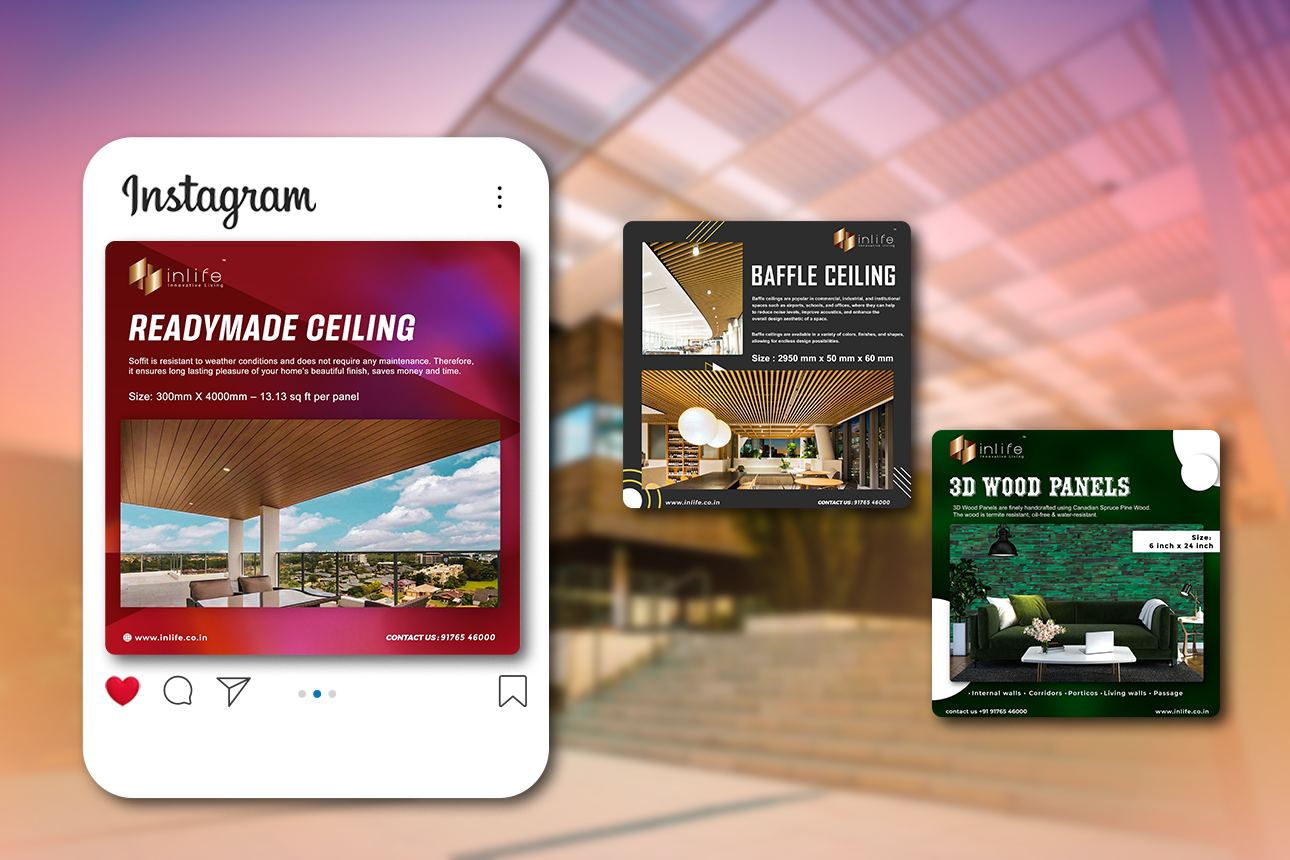 Instagram
inlife
Innovative Living
READYMADE CEILING
Soffit is resistant to weather conditions and does not require any maintenance. Therefore,
it ensures long lasting pleasure of your home's beautiful finish, saves money and time.
Size: 300mm X 4000mm – 13.13 sq ft per panel
www.inlife.co.in
CONTACT US : 91765 46000
inlife
Innovative Living
BAFFLE CEILING
Baffle ceilings are popular in commercial, industrial, and institutional
spaces such as airports, schools, and offices, where they can help
to reduce noise levels, improve acoustics, and enhance the
overall design aesthetic of a space.
Baffle ceilings are available in a variety of colors, finishes, and shapes,
allowing for endless design possibilities.
Size : 2950 mm x 50 mm x 60 mm
www.inlife.co.in
CONTACT US : 91765 46000
inlife
Innovative Living
3D WOOD PANELS
3D Wood Panels are finely handcrafted using Canadian Spruce Pine Wood.
The wood is termite resistant, oil-free & water-resistant.
Size:
6 inch x 24 inch
• Internal walls • Corridors • Porticos • Living walls • Passage
contact us +91 91765 46000
www.inlife.co.in